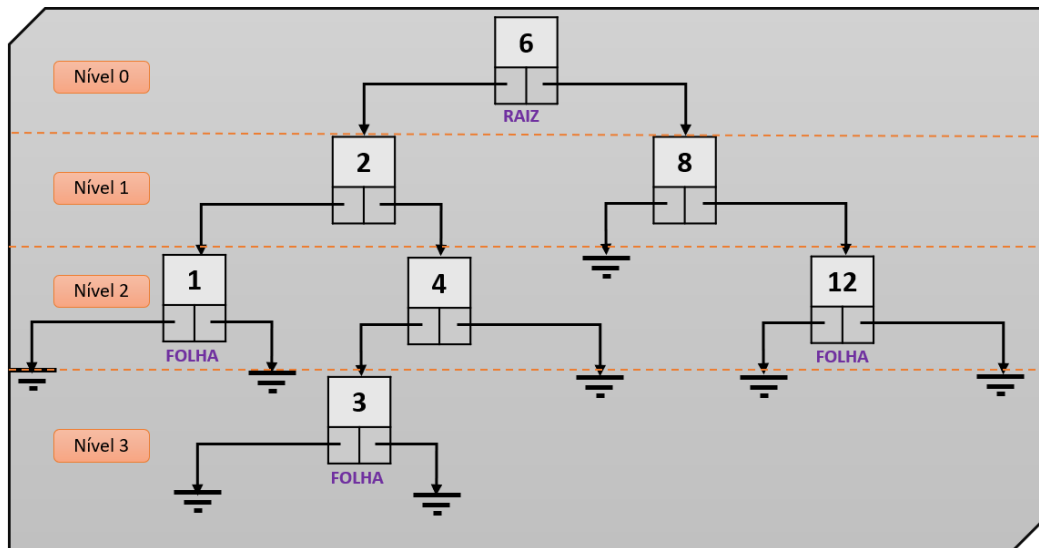 6
Nível 0
RAIZ
2
8
Nível 1
1
4
12
Nível 2
FOLHA
FOLHA
3
Nível 3
FOLHA